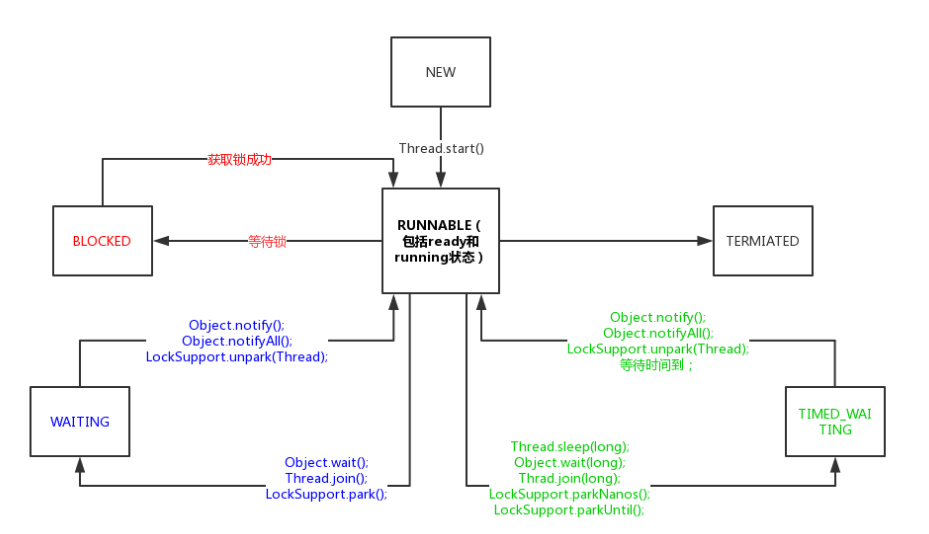 NEW
Thread.start()
获取锁成功
BLOCKED
等待锁
RUNNABLE（
包括ready和
running状态）
TERMIATED
Object.notify();
Object.notifyAll();
LockSupport.unpark(Thread);
Object.notify();
Object.notifyAll();
LockSupport.unpark(Thread);
等待时间到；
WAITING
TIMED_WAI
TING
Object.wait();
Thread.join();
LockSupport.park();
Thread.sleep(long);
Object.wait(long);
Thrad.join(long);
LockSupport.parkNanos();
LockSupport.parkUntil();